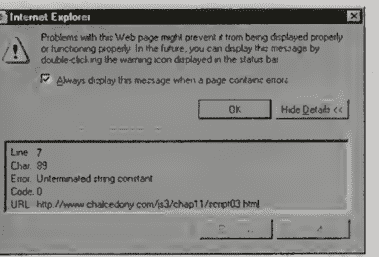 Internet Explorer
Problems with this Web page might prevent it from being displayed properly
or functioning properly. In the future, you can display this message by
double-clicking the warning icon displayed in the status bar.
Always display this message when a page contains errors.
OK
Hide Details <<
Line: 7
Char: 89
Error: Unterminated string constant
Code: 0
URL: http://www.chalcedony.com/js3/chap11/script03.html